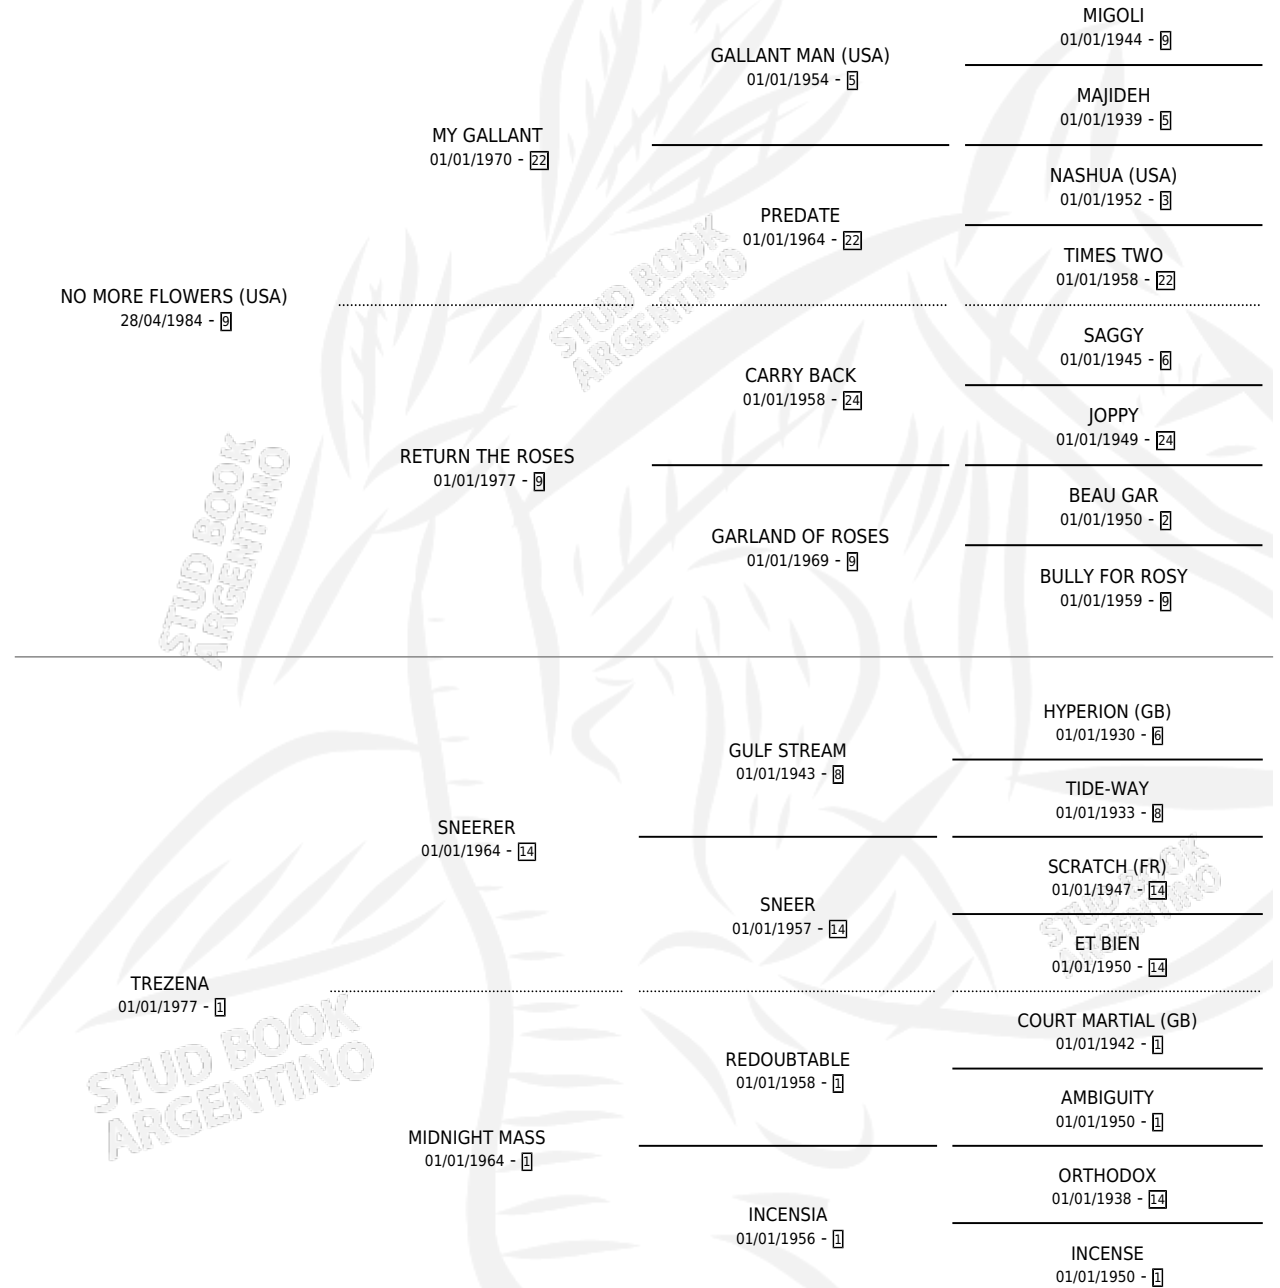 MIGOLI
01/01/1944 - 9
GALLANT MAN (USA)
01/01/1954 - 5
MAJIDEH
01/01/1939 - 5
MY GALLANT
01/01/1970 - 22
NASHUA (USA)
01/01/1952 - 3
PREDATE
01/01/1964 - 22
TIMES TWO
01/01/1958 - 22
NO MORE FLOWERS (USA)
28/04/1984 - 9
SAGGY
01/01/1945 - 6
CARRY BACK
01/01/1958 - 24
JOPPY
01/01/1949 - 24
RETURN THE ROSES
01/01/1977 - 9
BEAU GAR
01/01/1950 - 2
GARLAND OF ROSES
01/01/1969 - 9
BULLY FOR ROSY
01/01/1959 - 9
HYPERION (GB)
01/01/1930 - 6
GULF STREAM
01/01/1943 - 8
TIDE-WAY
01/01/1933 - 8
SNEERER
01/01/1964 - 14
SCRATCH (FR)
01/01/1947 - 14
SNEER
01/01/1957 - 14
ET BIEN
01/01/1950 - 14
TREZENA
01/01/1977 - 1
COURT MARTIAL (GB)
01/01/1942 - 1
REDOUBTABLE
01/01/1958 - 1
AMBIGUITY
01/01/1950 - 1
MIDNIGHT MASS
01/01/1964 - 1
ORTHODOX
01/01/1938 - 14
INCENSIA
01/01/1956 - 1
INCENSE
01/01/1950 - 1
STUD BOOK
ARGENTINO
STUD BOOK
ARGENTINO
STUD BOOK
ARGENTINO
STUD BOOK
ARGENTINO